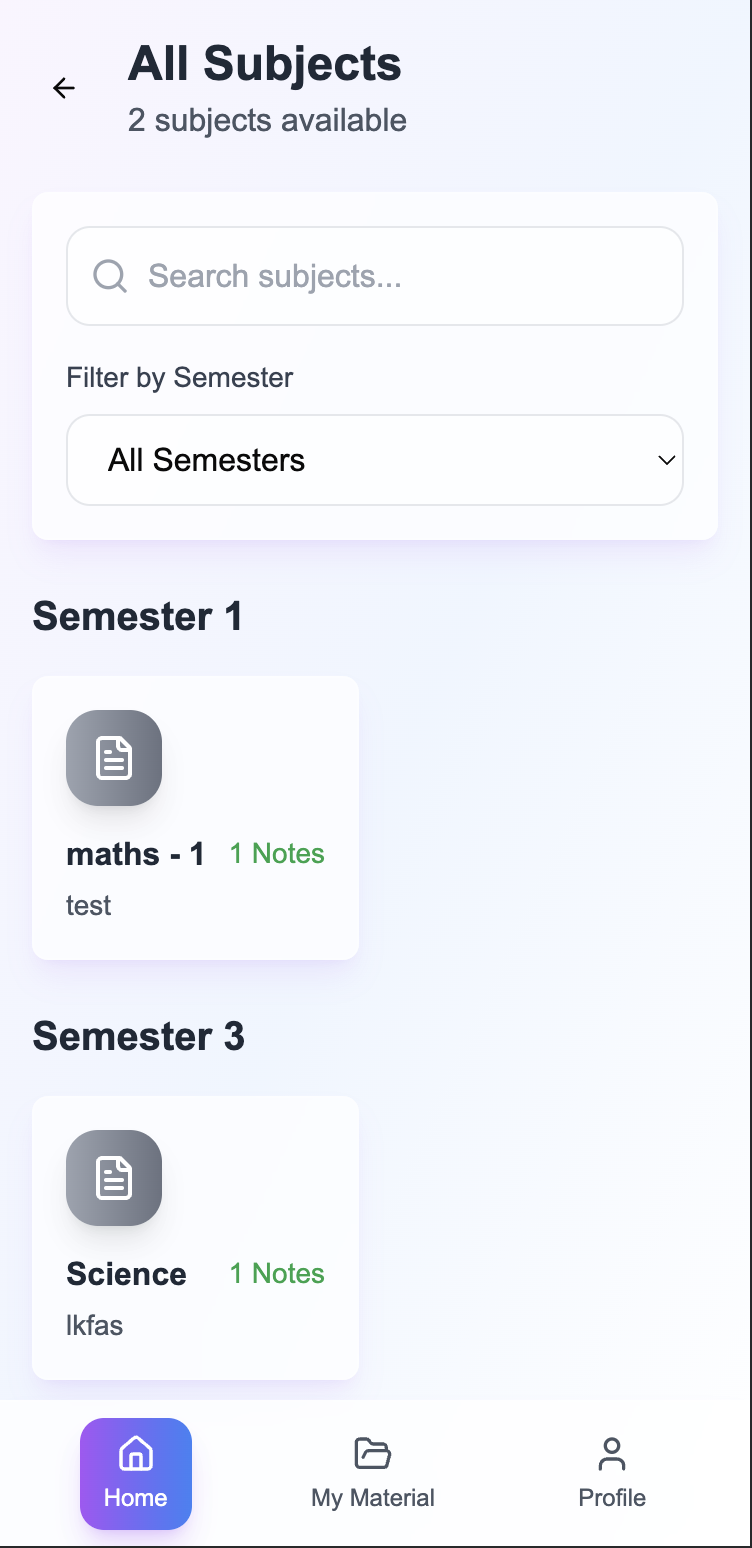 All Subjects
2 subjects available
Search subjects...
Filter by Semester
All Semesters
Semester 1
maths - 1 1 Notes
test
Semester 3
Science 1 Notes
lkfas
Home My Material Profile